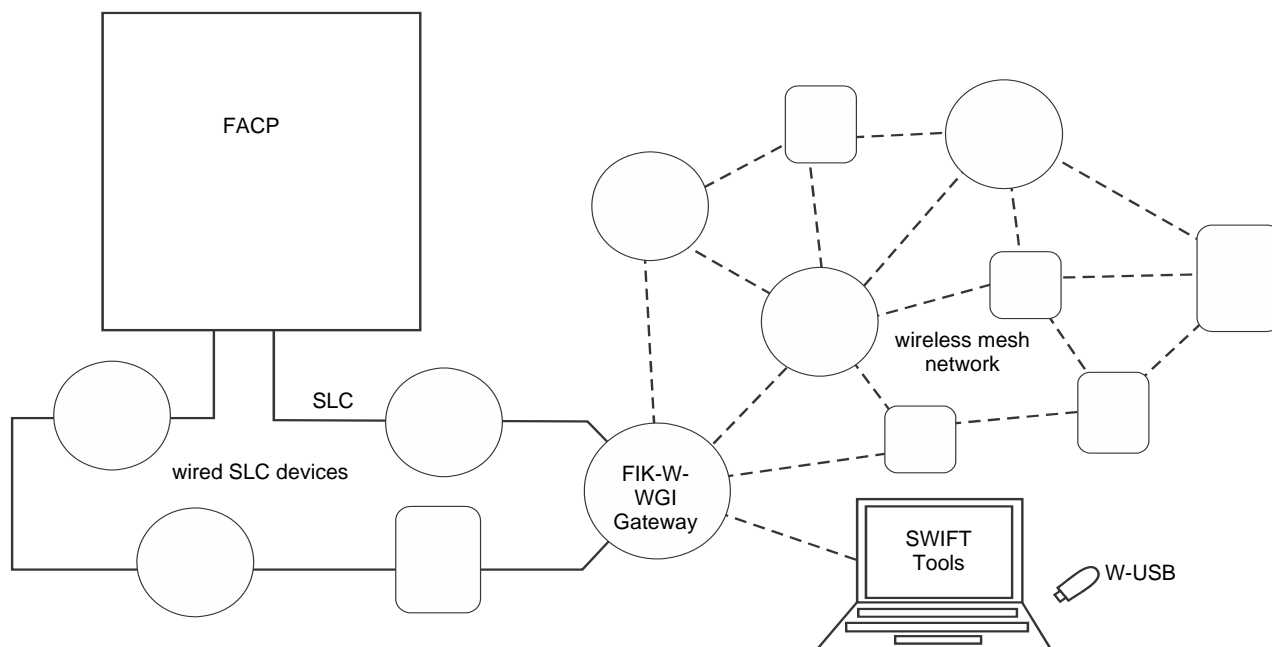 FACP
SLC
wired SLC devices
wireless mesh
network
FIK-W-
WGI
Gateway
SWIFT
Tools
W-USB